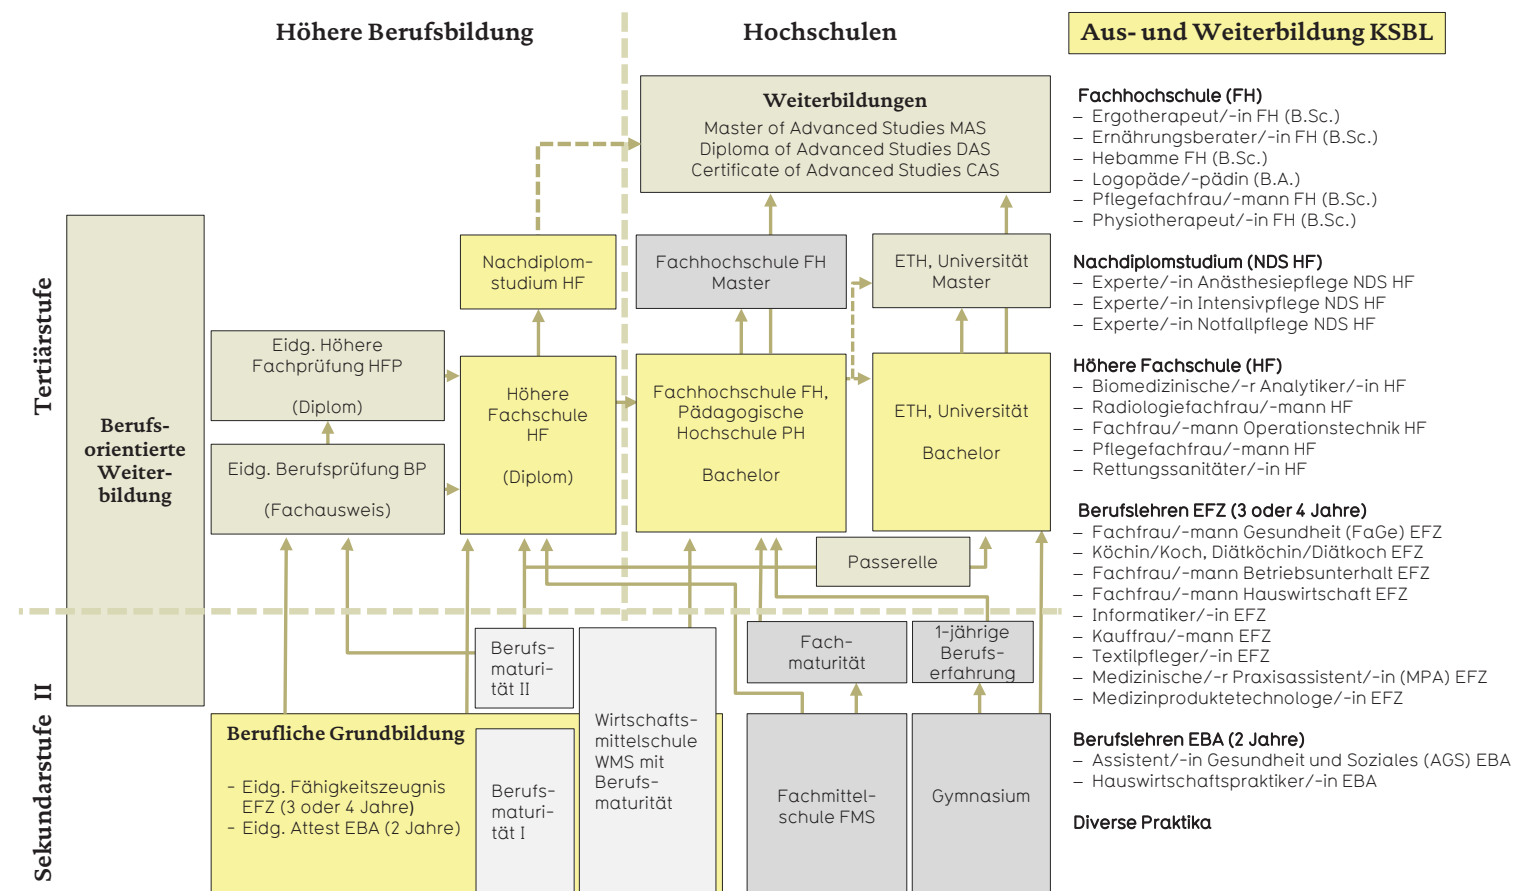 Höhere Berufsbildung
Hochschulen
Aus- und Weiterbildung KSBL
Tertiärstufe
Sekundarstufe II
Weiterbildungen
Master of Advanced Studies MAS
Diploma of Advanced Studies DAS
Certificate of Advanced Studies CAS
Berufs-
orientierte
Weiter-
bildung
Nachdiplom-
studium HF
Fachhochschule FH
Master
ETH, Universität
Master
Eidg. Höhere
Fachprüfung HFP
(Diplom)
Eidg. Berufsprüfung BP
(Fachausweis)
Höhere
Fachschule
HF
(Diplom)
Fachhochschule FH,
Pädagogische
Hochschule PH
Bachelor
ETH, Universität
Bachelor
Passerelle
Berufs-
maturi-
tät II
Fach-
maturität
1-jährige
Berufs-
erfahrung
Berufliche Grundbildung
- Eidg. Fähigkeitszeugnis
EFZ (3 oder 4 Jahre)
- Eidg. Attest EBA (2 Jahre)
Berufs-
maturi-
tät I
Wirtschafts-
mittelschule
WMS mit
Berufs-
maturität
Fachmittel-
schule FMS
Gymnasium
Fachhochschule (FH)
– Ergotherapeut/-in FH (B.Sc.)
– Ernährungsberater/-in FH (B.Sc.)
– Hebamme FH (B.Sc.)
– Logopäde/-pädin (B.A.)
– Pflegefachfrau/-mann FH (B.Sc.)
– Physiotherapeut/-in FH (B.Sc.)
Nachdiplomstudium (NDS HF)
– Experte/-in Anästhesiepflege NDS HF
– Experte/-in Intensivpflege NDS HF
– Experte/-in Notfallpflege NDS HF
Höhere Fachschule (HF)
– Biomedizinische/-r Analytiker/-in HF
– Radiologiefachfrau/-mann HF
– Fachfrau/-mann Operationstechnik HF
– Pflegefachfrau/-mann HF
– Rettungssanitäter/-in HF
Berufslehren EFZ (3 oder 4 Jahre)
– Fachfrau/-mann Gesundheit (FaGe) EFZ
– Köchin/Koch, Diätköchin/Diätkoch EFZ
– Fachfrau/-mann Betriebsunterhalt EFZ
– Fachfrau/-mann Hauswirtschaft EFZ
– Informatiker/-in EFZ
– Kauffrau/-mann EFZ
– Textilpfleger/-in EFZ
– Medizinische/-r Praxisassistent/-in (MPA) EFZ
– Medizinproduktetechnologe/-in EFZ
Berufslehren EBA (2 Jahre)
– Assistent/-in Gesundheit und Soziales (AGS) EBA
– Hauswirtschaftspraktiker/-in EBA
Diverse Praktika